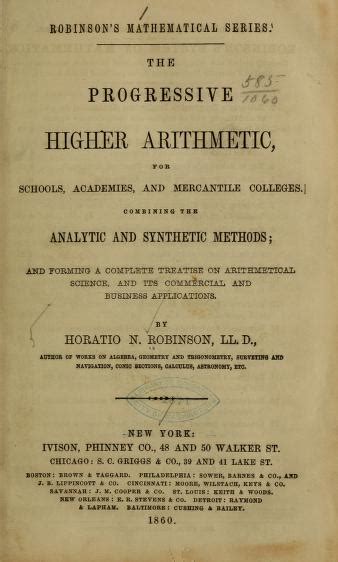 ROBINSON'S MATHEMATICAL SERIES.
THE
PROGRESSIVE
585
1060
HIGHER ARITHMETIC,
FOR
SCHOOLS, ACADEMIES, AND MERCANTILE COLLEGES.
COMBINING THE
ANALYTIC AND SYNTHETIC METHODS;
AND FORMING A COMPLETE TREATISE ON ARITHMETICAL
SCIENCE, AND ITS COMMERCIAL AND
BUSINESS APPLICATIONS.
BY
HORATIO N. ROBINSON, LL. D.,
AUTHOR OF WORKS ON ALGEBRA, GEOMETRY AND TRIGONOMETRY, SURVEYING AND
NAVIGATION, CONIC SECTIONS, CALCULUS, ASTRONOMY, ETC.
NEW YORK:
IVISON, PHINNEY CO., 48 AND 50 WALKER ST.
CHICAGO: S. C. GRIGGS & CO., 39 AND 41 LAKE ST.
BOSTON: BROWN & TAGGARD. PHILADELPHIA: SOWER, BARNES & CO., AND
J. B. LIPPINCOTT & CO. CINCINNATI: MOORE, WILSTACH, KEYS & CO.
SAVANNAH: J. M. COOPER & CO. ST. LOUIS: KEITH & WOODS.
NEW ORLEANS: E. R. STEVENS & CO. DETROIT: RAYMOND
& LAPHAM. BALTIMORE: CUSHING & BAILEY.
1860.